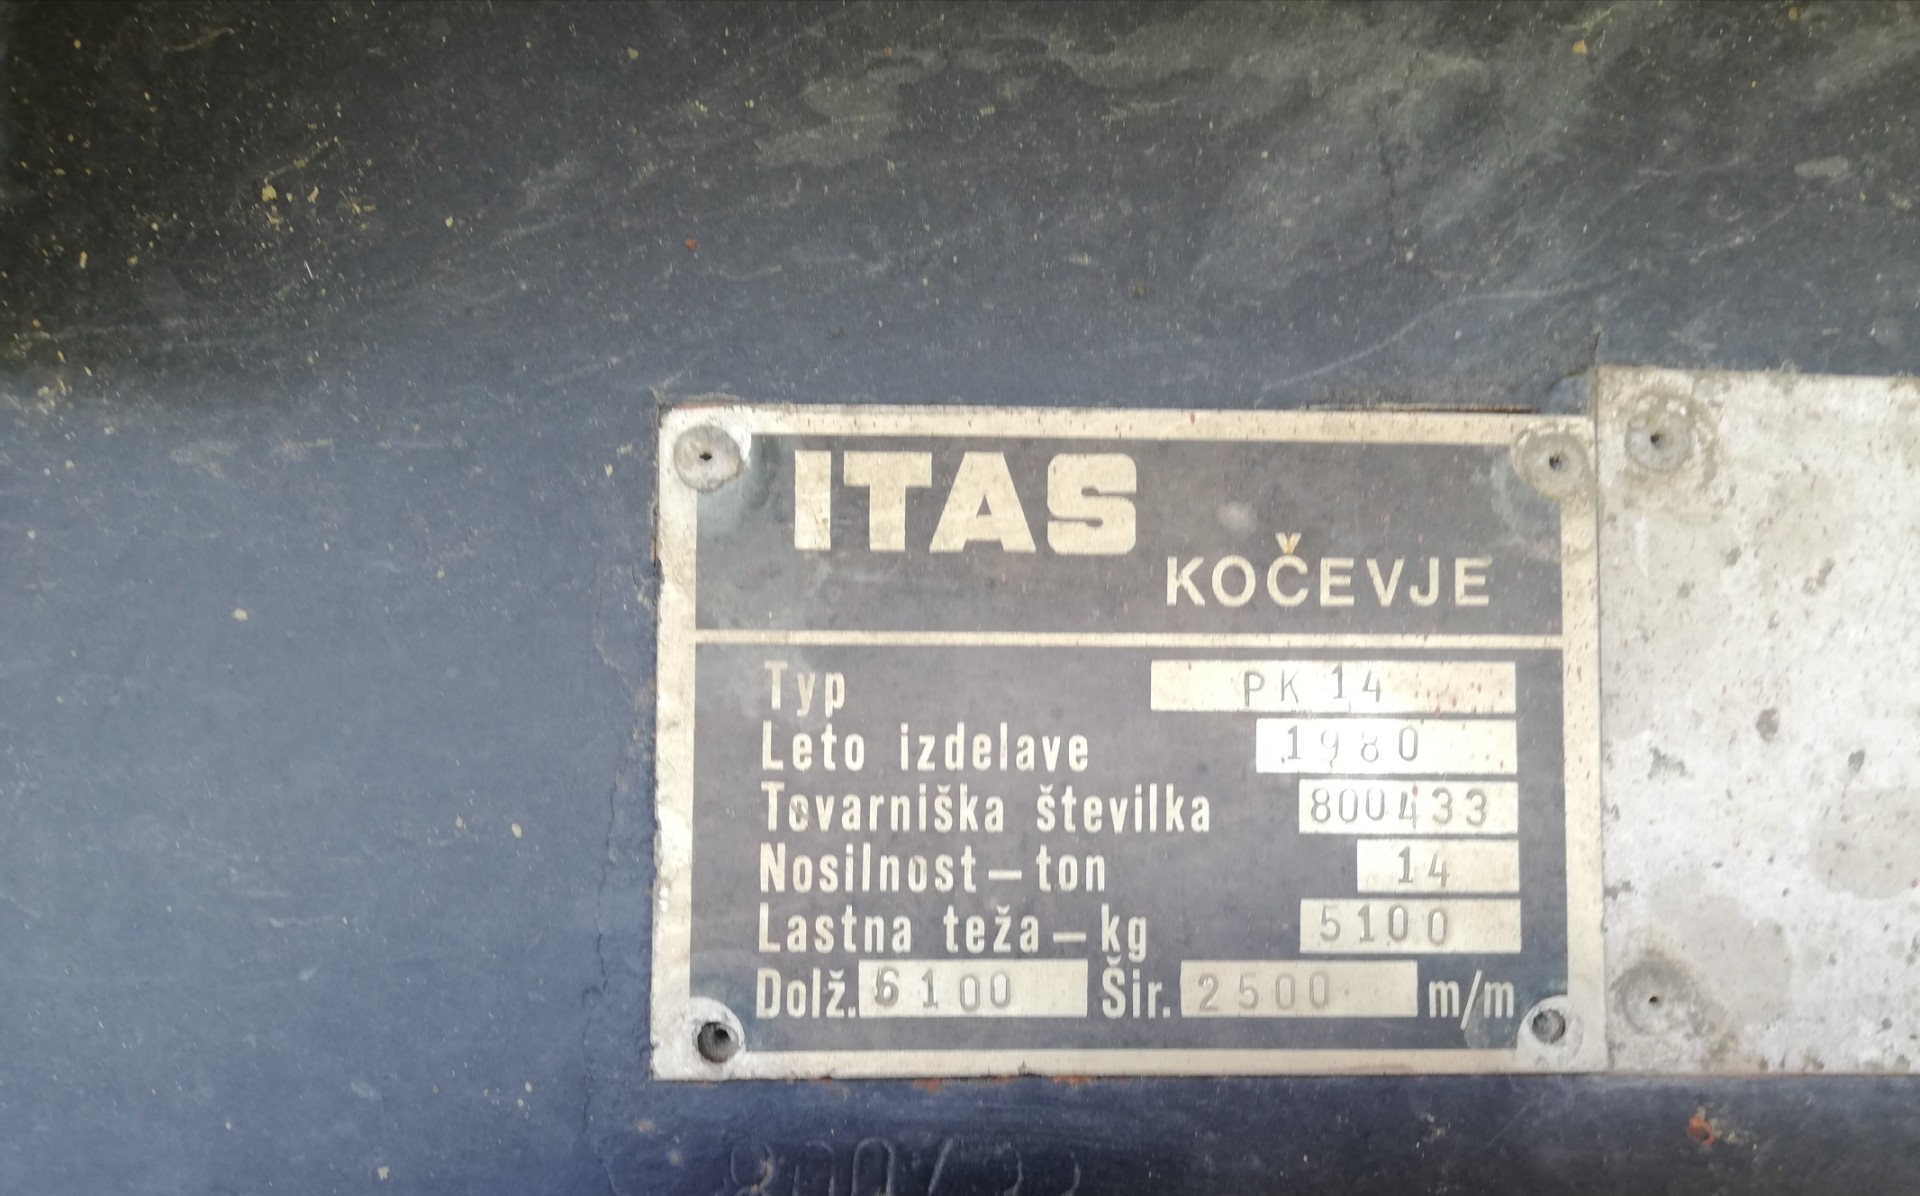 ITAS
KOČEVJE
Typ PK 14
Leto izdelave 1980
Tovarniška številka 800433
Nosilnost – ton 14
Lastna teža – kg 5100
Dolž. 6100 Šir. 2500 m/m